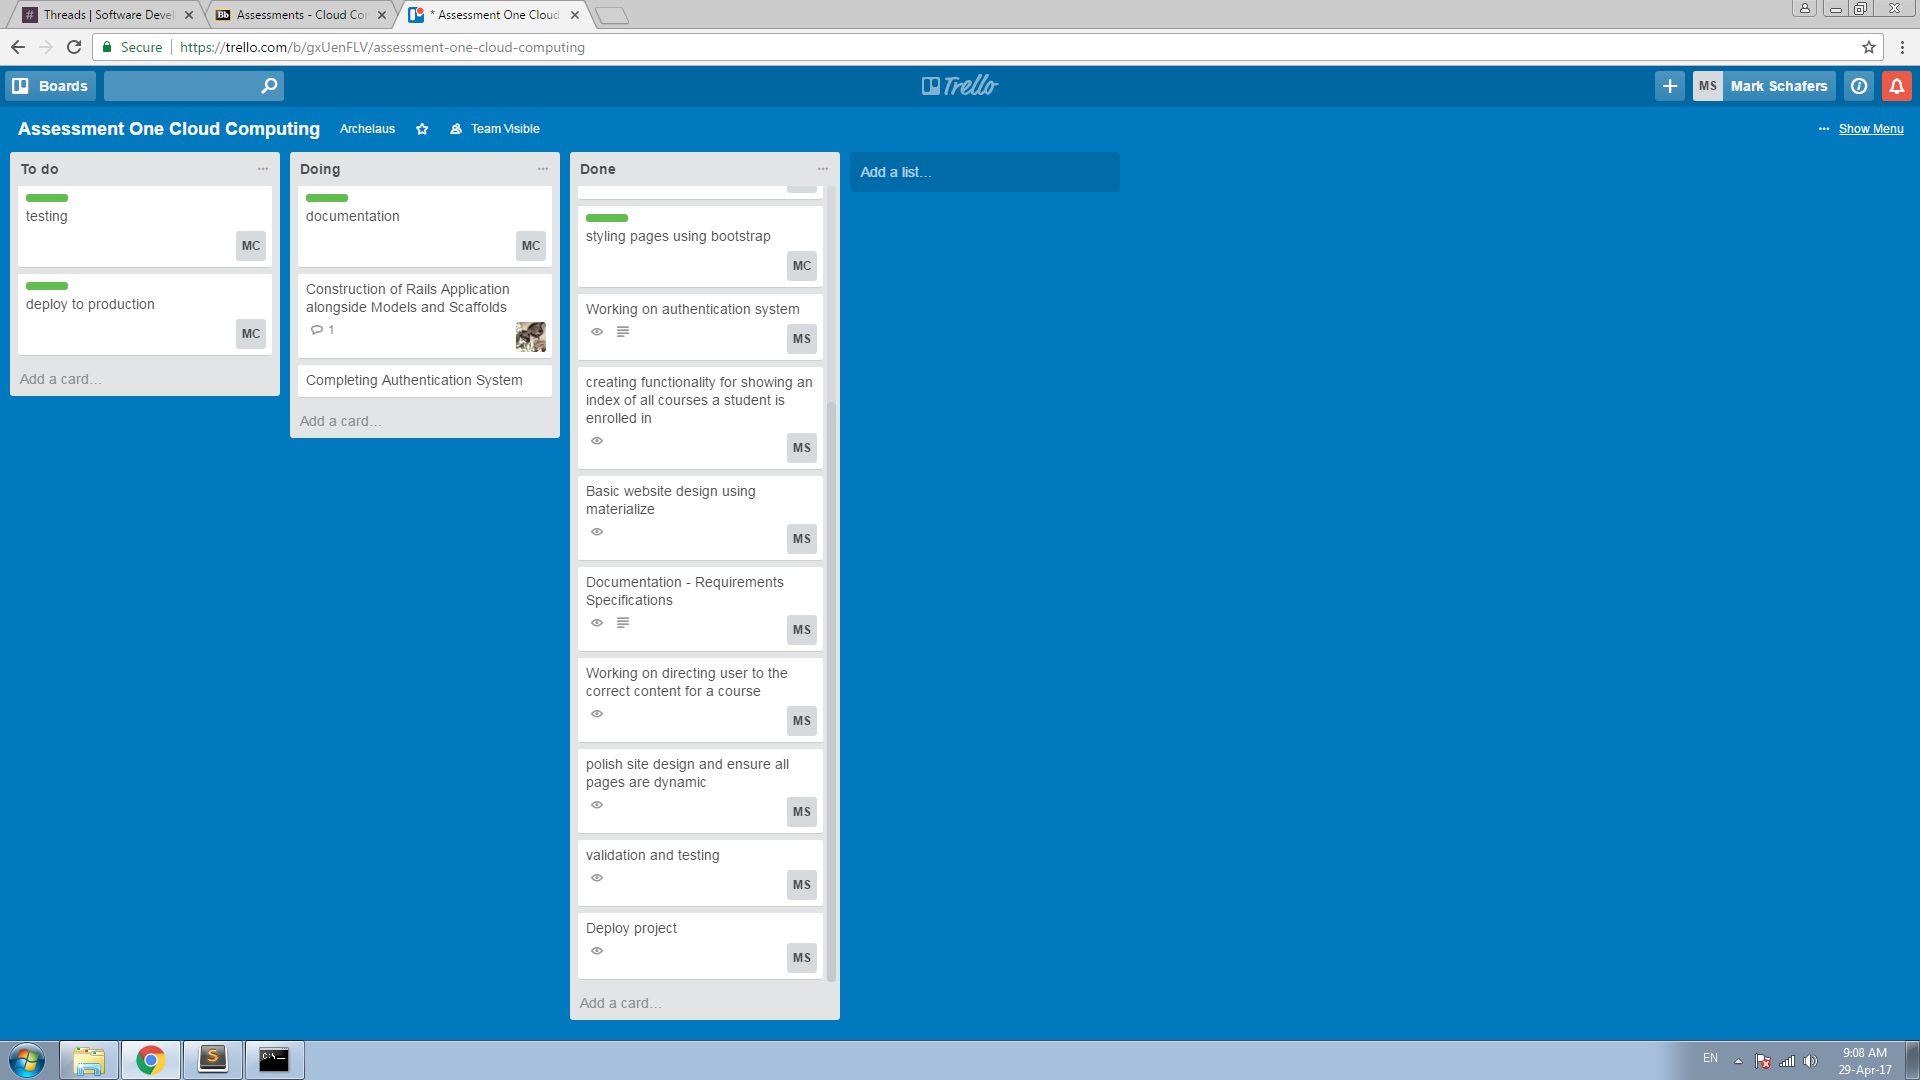 Threads | Software Devel
Assessments - Cloud Co
* Assessment One Cloud
Secure
https://trello.com/b/gxUenFLV/assessment-one-cloud-computing
Boards
Trello
MS
Mark Schafers
Assessment One Cloud Computing
Archelaus
Team Visible
Show Menu
To do
testing
MC
deploy to production
MC
Add a card…
Doing
documentation
MC
Construction of Rails Application
alongside Models and Scaffolds
1
Completing Authentication System
Add a card…
Done
styling pages using bootstrap
MC
Working on authentication system
MS
creating functionality for showing an
index of all courses a student is
enrolled in
MS
Basic website design using
materialize
MS
Documentation - Requirements
Specifications
MS
Working on directing user to the
correct content for a course
MS
polish site design and ensure all
pages are dynamic
MS
validation and testing
MS
Deploy project
MS
Add a card…
Add a list…
EN
9:08 AM
29-Apr-17